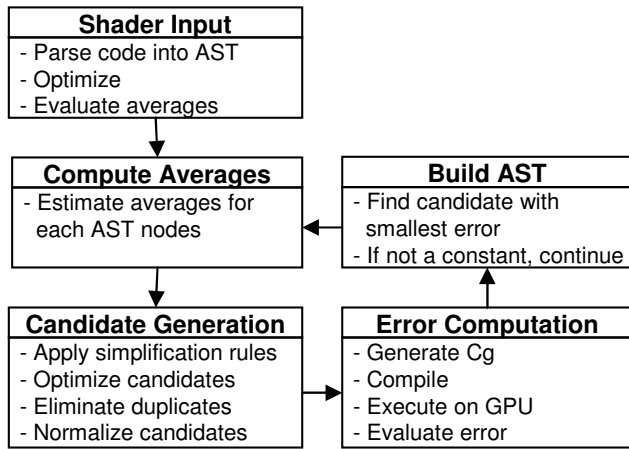 Shader Input
- Parse code into AST
- Optimize
- Evaluate averages
Compute Averages
- Estimate averages for
each AST nodes
Build AST
- Find candidate with
smallest error
- If not a constant, continue
Candidate Generation
- Apply simplification rules
- Optimize candidates
- Eliminate duplicates
- Normalize candidates
Error Computation
- Generate Cg
- Compile
- Execute on GPU
- Evaluate error